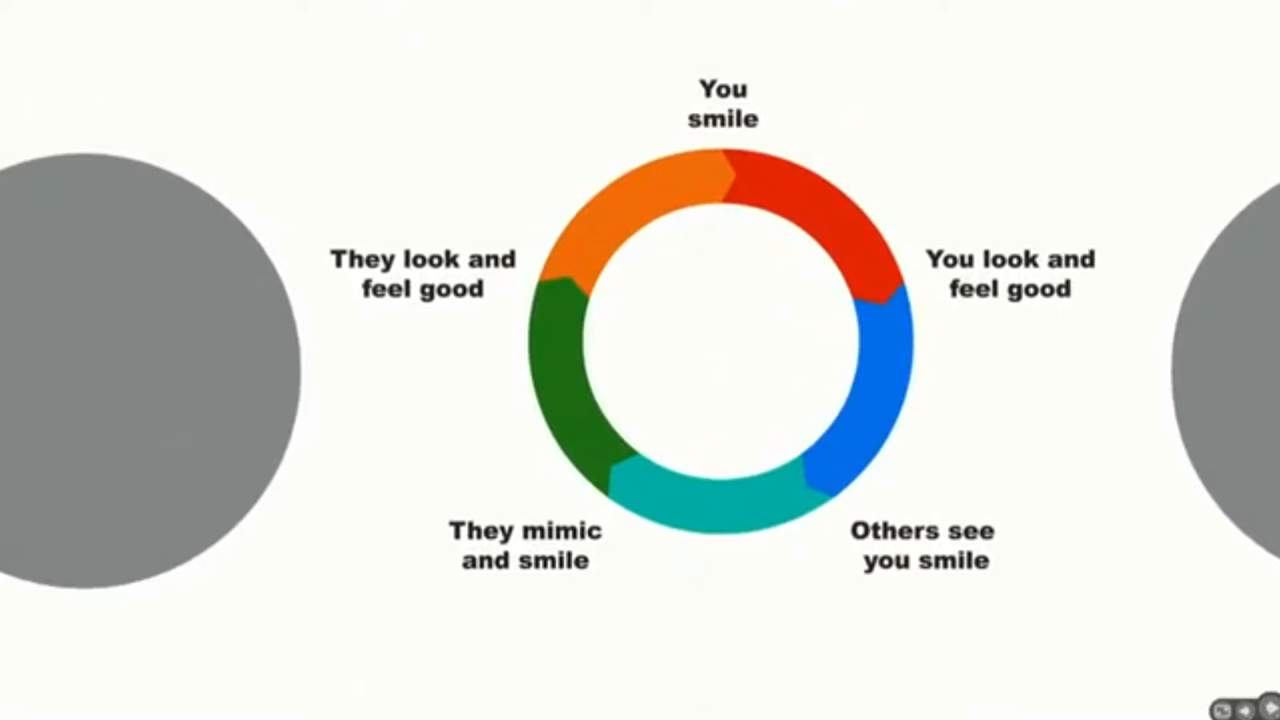 You
smile
You look and
feel good
Others see
you smile
They mimic
and smile
They look and
feel good